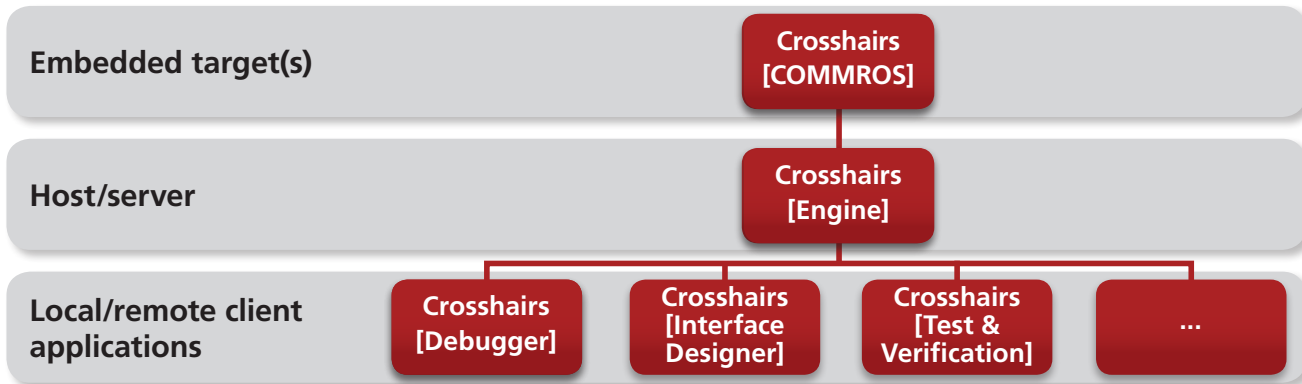 Embedded target(s)
Crosshairs
[COMMROS]
Host/server
Crosshairs
[Engine]
Local/remote client
applications
Crosshairs
[Debugger]
Crosshairs
[Interface
Designer]
Crosshairs
[Test &
Verification]
...